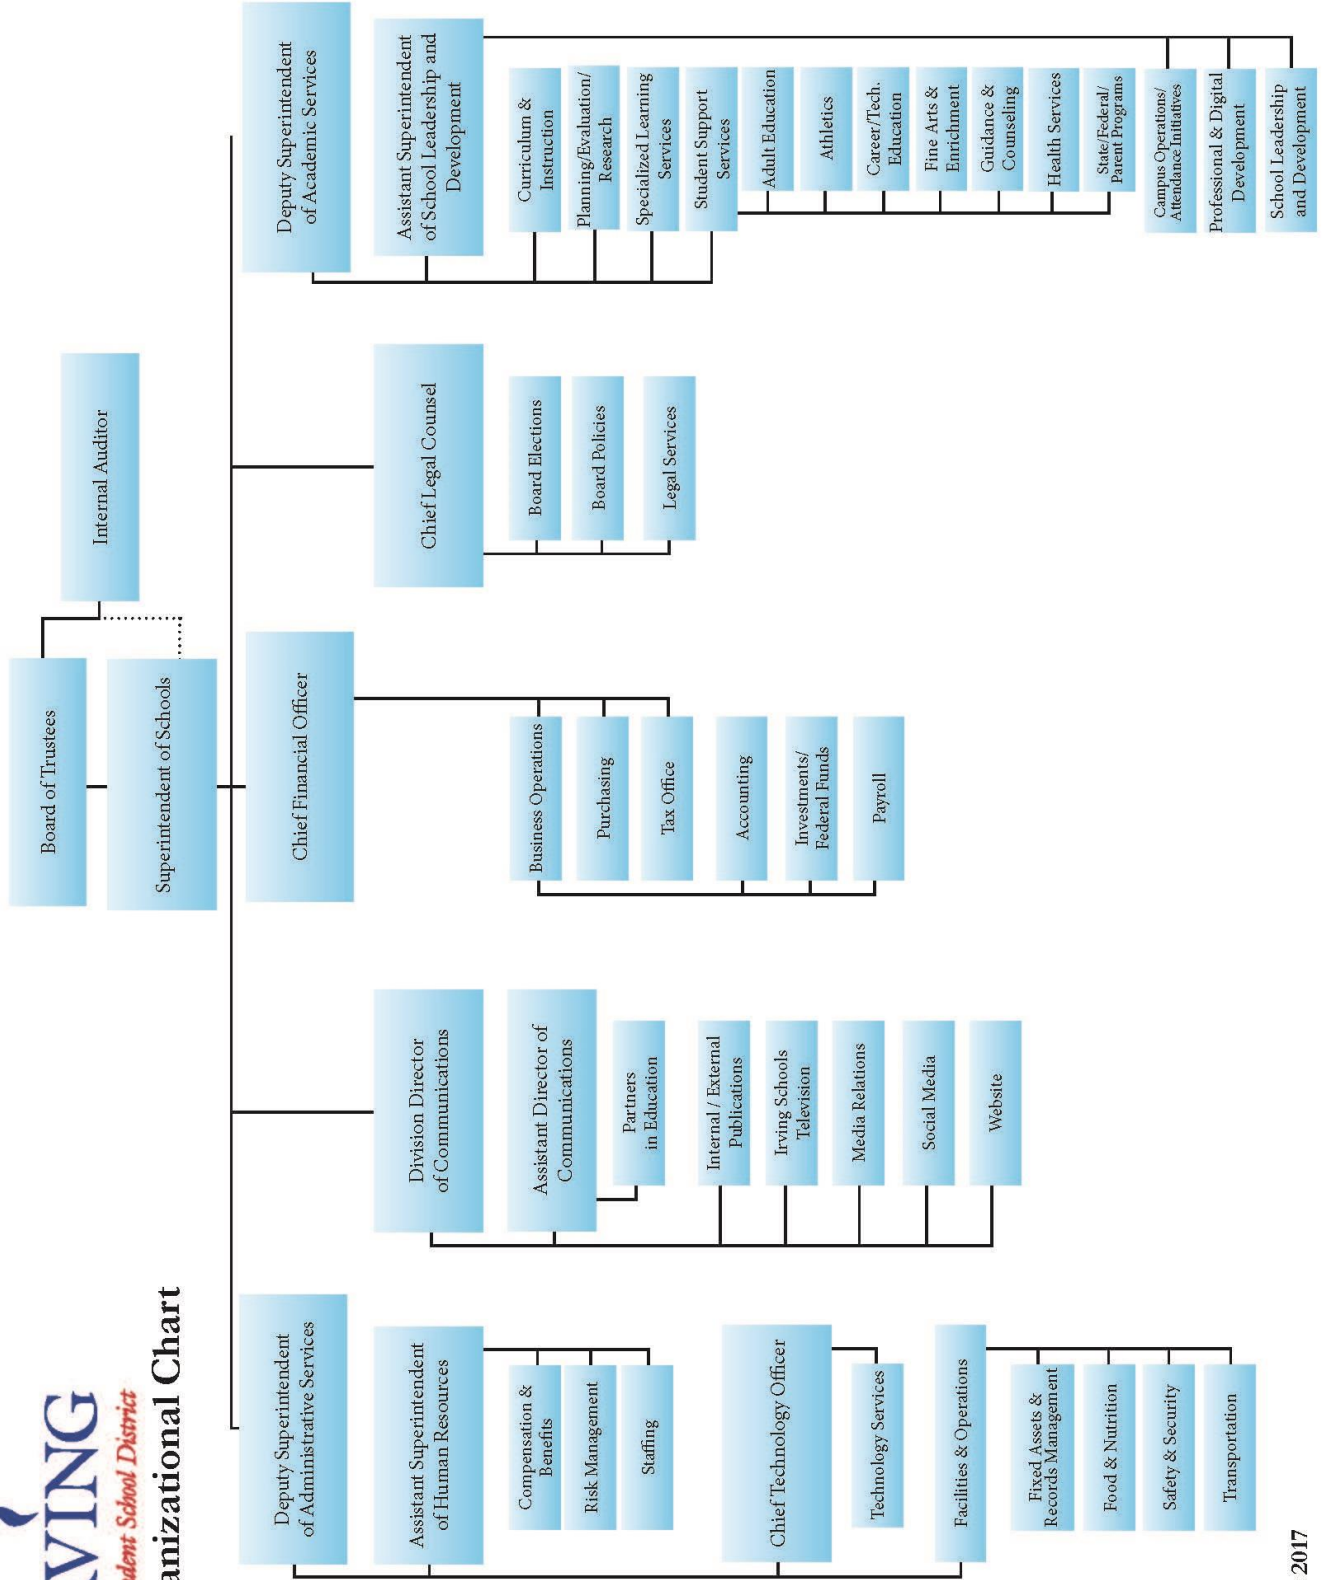 VING
dent School District
anizational Chart
Board of Trustees
Internal Auditor
Superintendent of Schools
Deputy Superintendent
of Administrative Services
Assistant Superintendent
of Human Resources
Compensation &
Benefits
Risk Management
Staffing
Chief Technology Officer
Technology Services
Facilities & Operations
Fixed Assets &
Records Management
Food & Nutrition
Safety & Security
Transportation
Division Director
of Communications
Assistant Director of
Communications
Partners
in Education
Internal / External
Publications
Irving Schools
Television
Media Relations
Social Media
Website
Chief Financial Officer
Business Operations
Purchasing
Tax Office
Accounting
Investments/
Federal Funds
Payroll
Chief Legal Counsel
Board Elections
Board Policies
Legal Services
Deputy Superintendent
of Academic Services
Assistant Superintendent
of School Leadership and
Development
Curriculum &
Instruction
Planning/Evaluation/
Research
Specialized Learning
Services
Student Support
Services
Adult Education
Athletics
Career/Tech.
Education
Fine Arts &
Enrichment
Guidance &
Counseling
Health Services
State/Federal/
Parent Programs
Campus Operations/
Attendance Initiatives
Professional & Digital
Development
School Leadership
and Development
2017